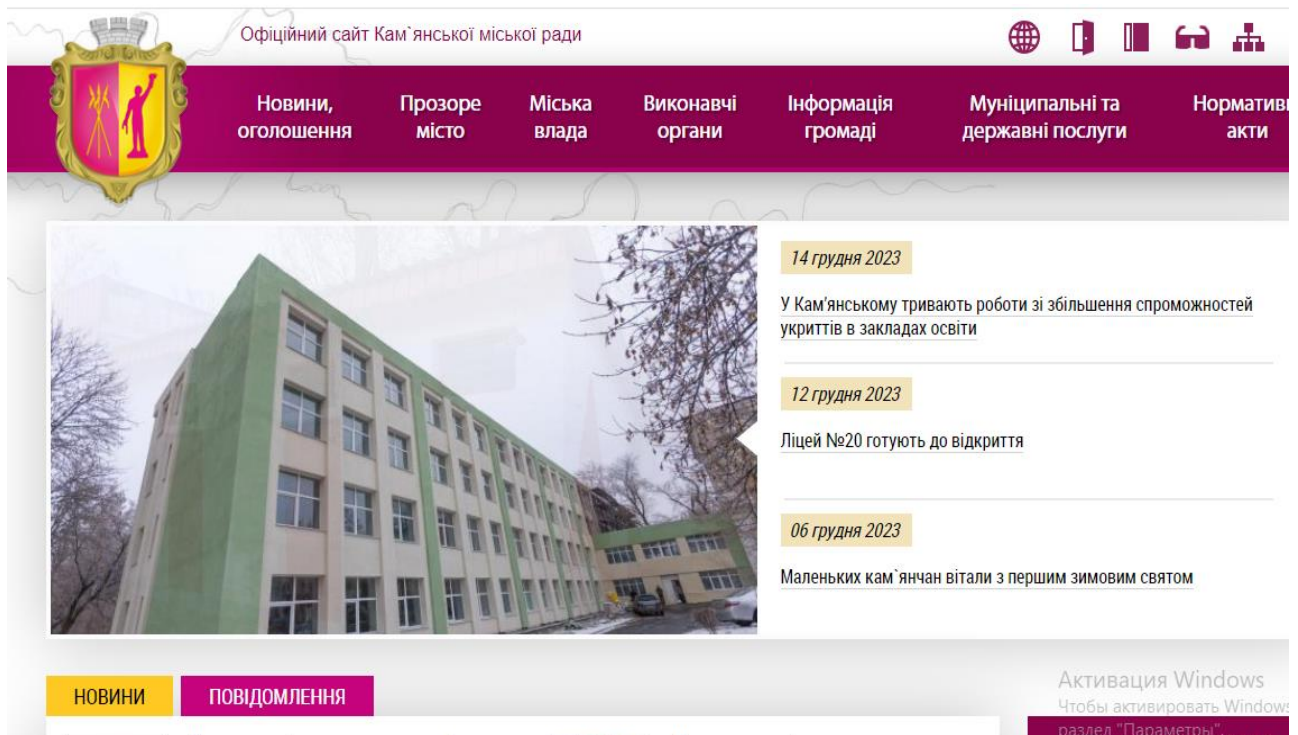 Офіційний сайт Кам`янської міської ради
Новини,
оголошення
Прозоре
місто
Міська
влада
Виконавчі
органи
Інформація
громаді
Муніципальні та
державні послуги
акти
14 грудня 2023
У Кам'янському тривають роботи зі збільшення спроможностей
укриттів в закладах освіти
12 грудня 2023
Ліцей №20 готують до відкриття
06 грудня 2023
Маленьких кам`янчан вітали з першим зимовим святом
НОВИНИ
ПОВІДОМЛЕННЯ
Активация Windows
Чтобы активировать Windows
раздел "Параметры".